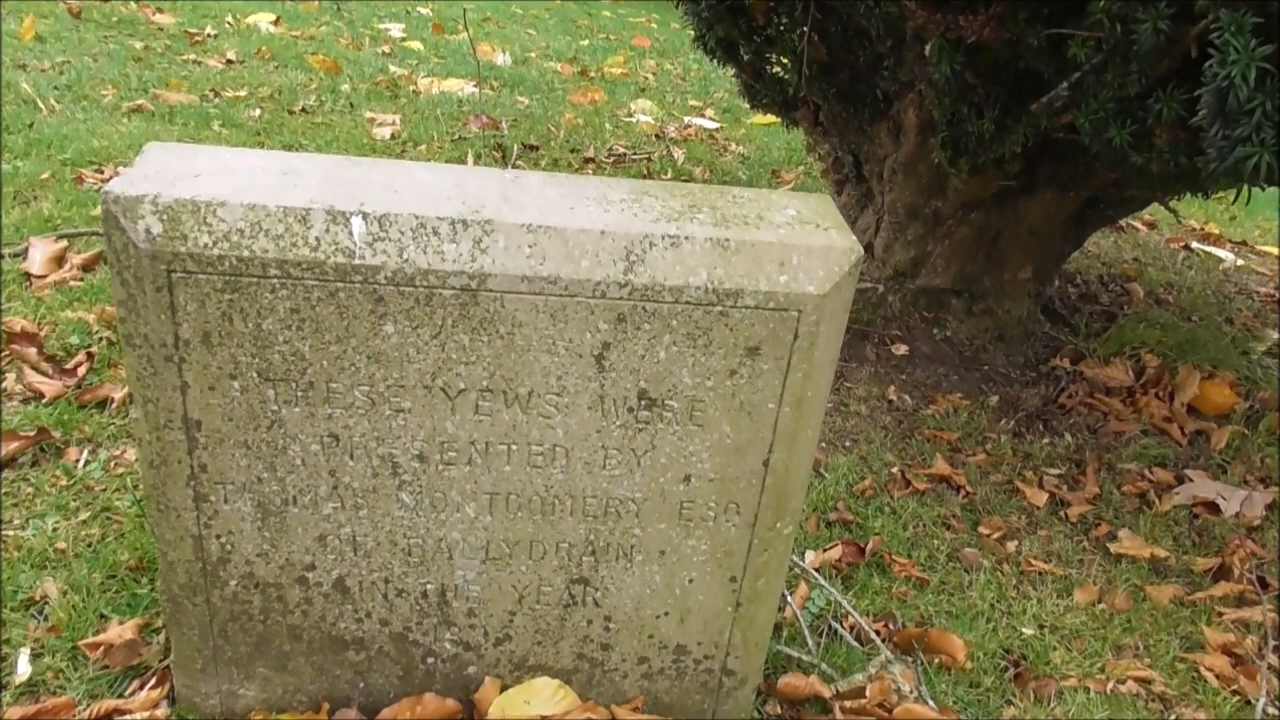 THESE YEWS WERE
PRESENTED BY
THOMAS MONTGOMERY ESQ
OF BALLYDRAIN
IN THE YEAR